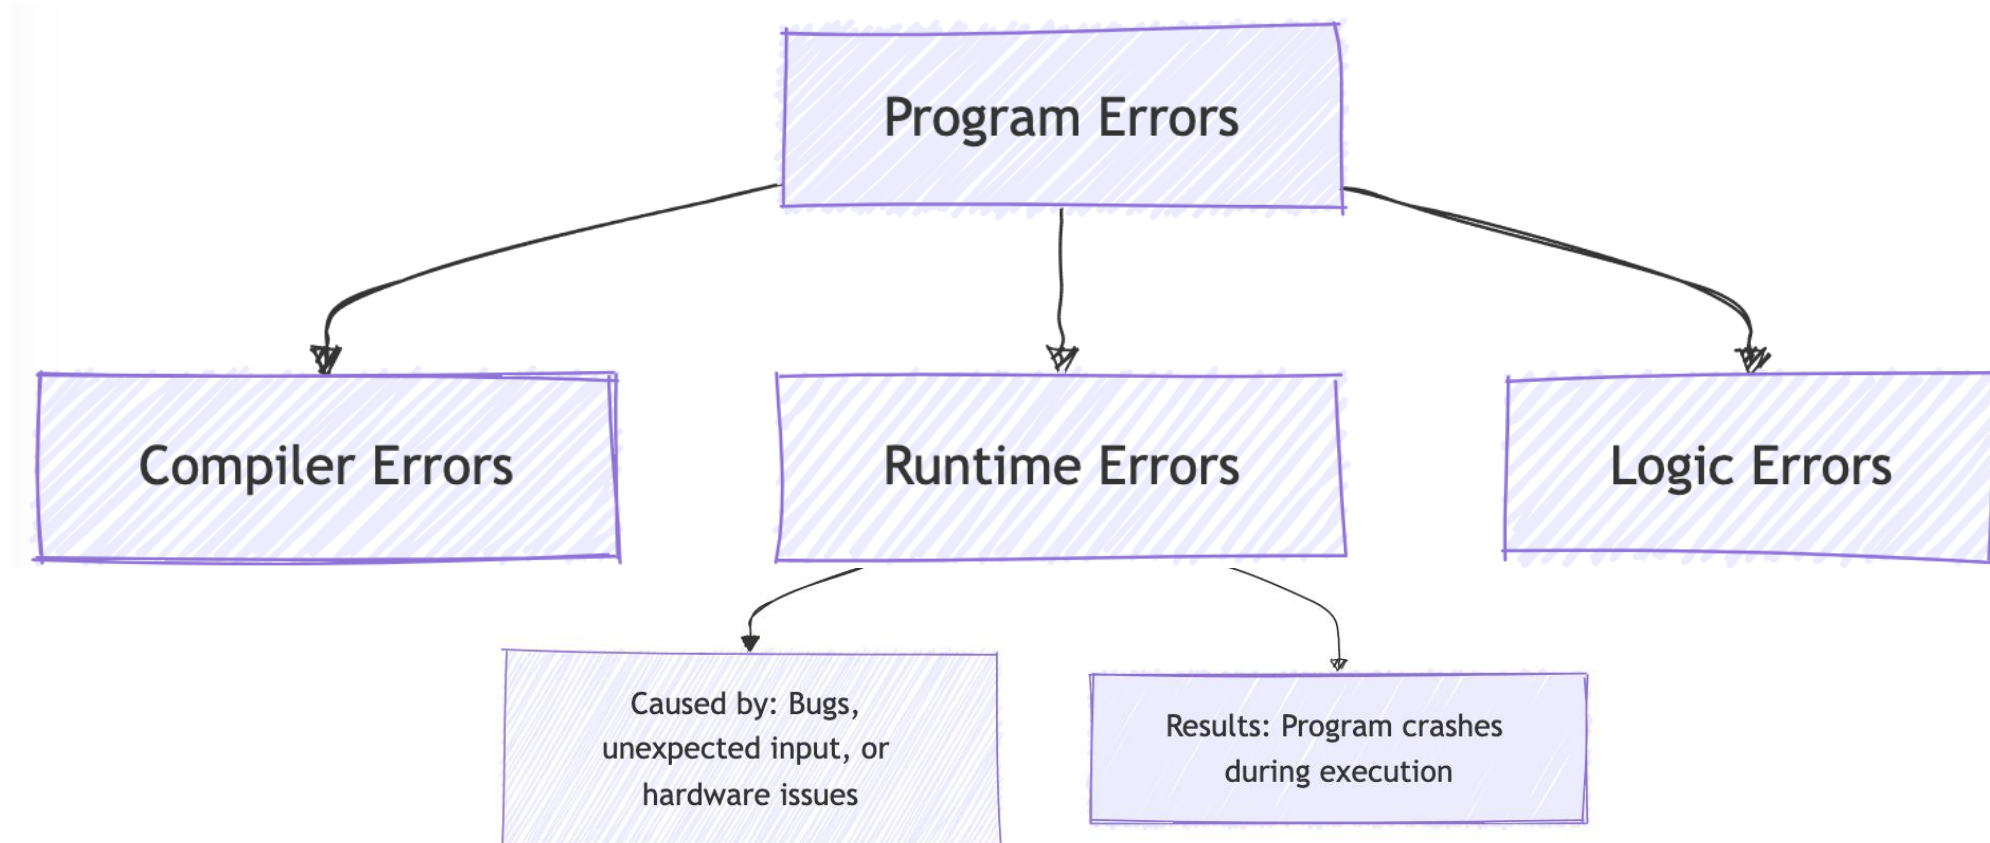 Program Errors
Compiler Errors
Runtime Errors
Logic Errors
Caused by: Bugs,
unexpected input, or
hardware issues
Results: Program crashes
during execution